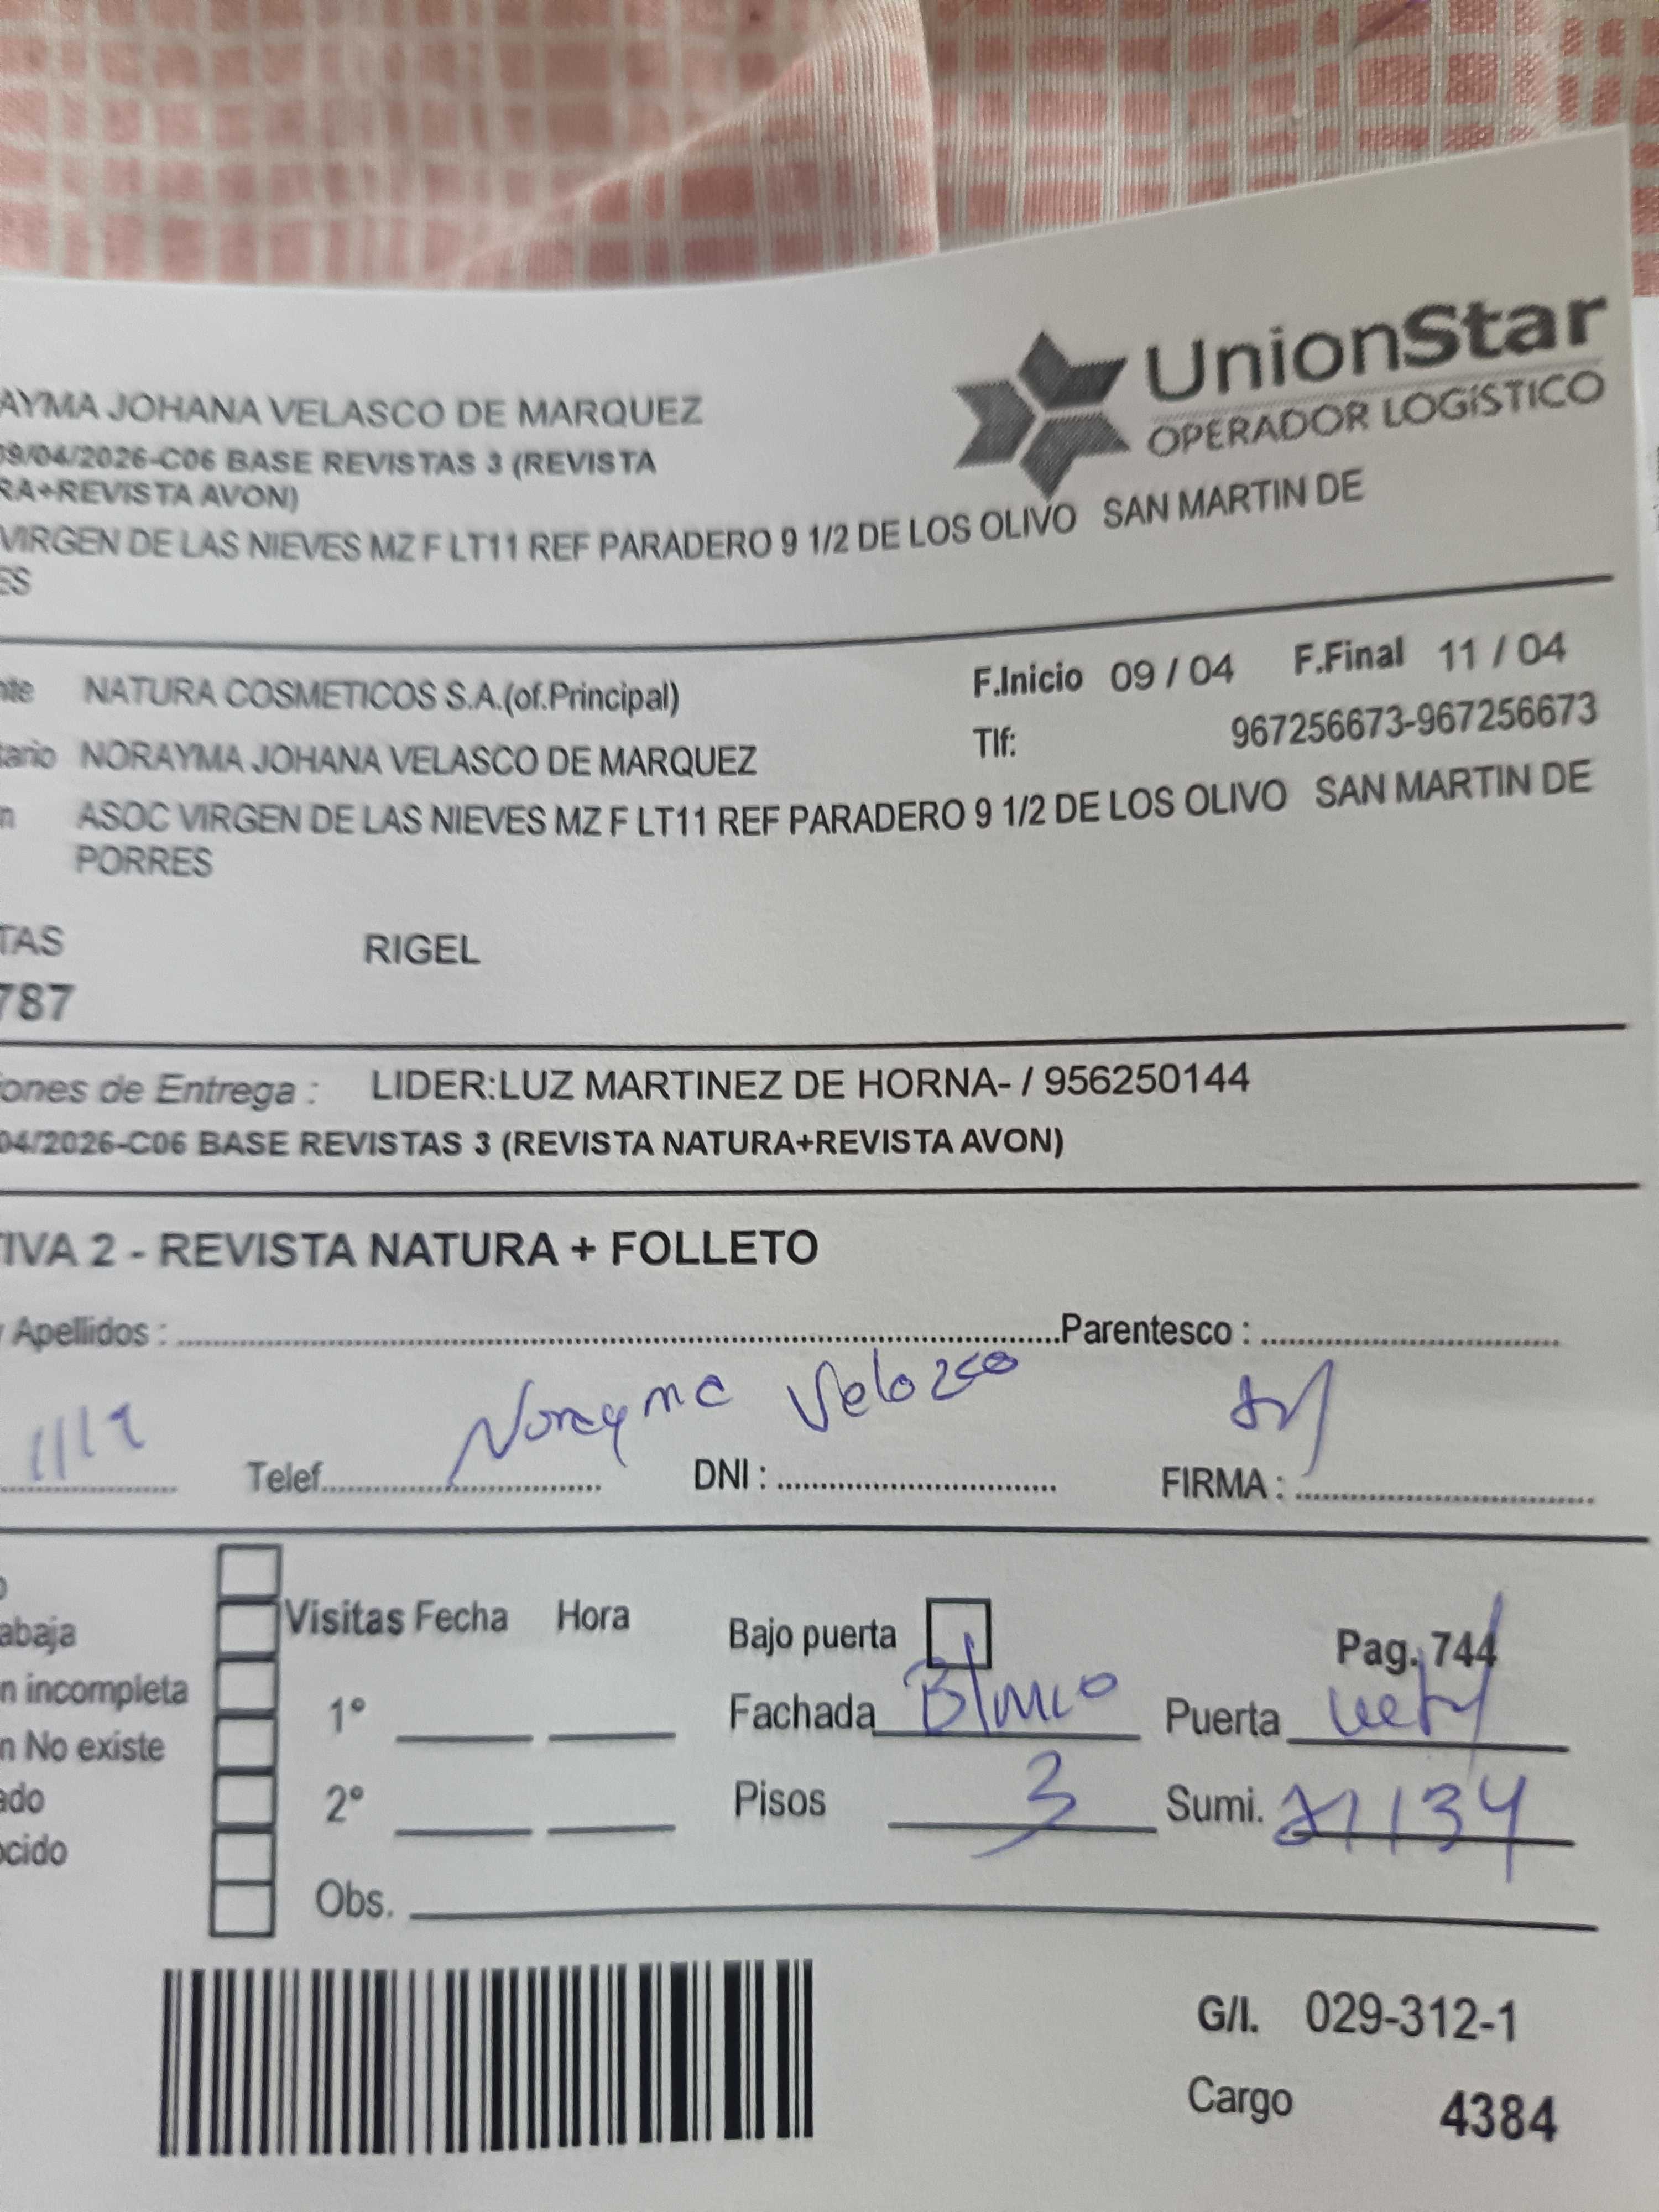 UnionStar
OPERADOR LOGÍSTICO
AYMA JOHANA VELASCO DE MARQUEZ
09/04/2026-C06 BASE REVISTAS 3 (REVISTA
RA+REVISTA AVON)
VIRGEN DE LAS NIEVES MZ F LT11 REF PARADERO 9 1/2 DE LOS OLIVO SAN MARTIN DE
ES
nte NATURA COSMETICOS S.A.(of.Principal) F.Inicio 09 / 04 F.Final 11 / 04
tario NORAYMA JOHANA VELASCO DE MARQUEZ Tlf: 967256673-967256673
n ASOC VIRGEN DE LAS NIEVES MZ F LT11 REF PARADERO 9 1/2 DE LOS OLIVO SAN MARTIN DE
PORRES
TAS RIGEL
787
iones de Entrega : LIDER:LUZ MARTINEZ DE HORNA- / 956250144
04/2026-C06 BASE REVISTAS 3 (REVISTA NATURA+REVISTA AVON)
TIVA 2 - REVISTA NATURA + FOLLETO
y Apellidos : Parentesco :
Norayma Velazco
Telef. DNI : FIRMA :
o
abaja Visitas Fecha Hora Bajo puerta Pag. 744
n incompleta 1° Fachada Blanco Puerta
n No existe
ado 2° Pisos 3 Sumi. 21134
ocido
Obs.
G/I. 029-312-1
Cargo 4384